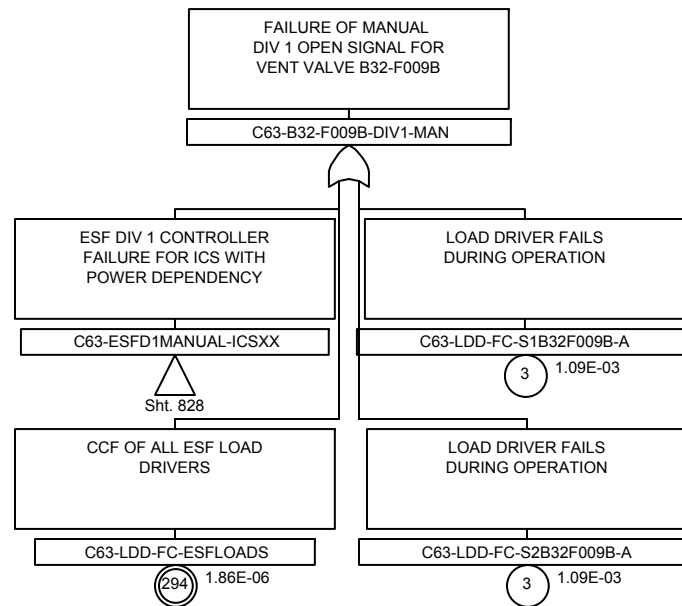 FAILURE OF MANUAL
DIV 1 OPEN SIGNAL FOR
VENT VALVE B32-F009B
C63-B32-F009B-DIV1-MAN
ESF DIV 1 CONTROLLER
FAILURE FOR ICS WITH
POWER DEPENDENCY
C63-ESFD1MANUAL-ICSXX
Sht. 828
LOAD DRIVER FAILS
DURING OPERATION
C63-LDD-FC-S1B32F009B-A
3
1.09E-03
CCF OF ALL ESF LOAD
DRIVERS
C63-LDD-FC-ESFLOADS
294
1.86E-06
LOAD DRIVER FAILS
DURING OPERATION
C63-LDD-FC-S2B32F009B-A
3
1.09E-03